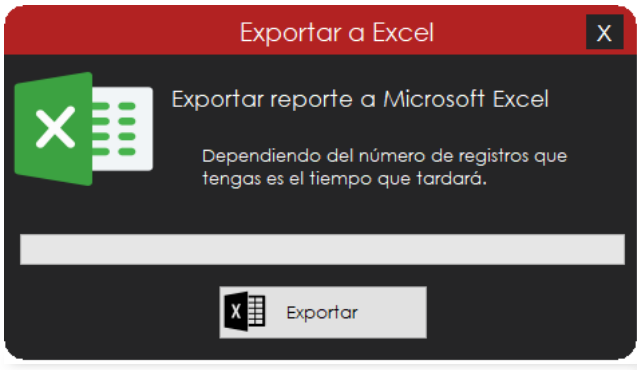 Exportar a Excel
X
X
Exportar reporte a Microsoft Excel
Dependiendo del número de registros que
tengas es el tiempo que tardará.
X
Exportar